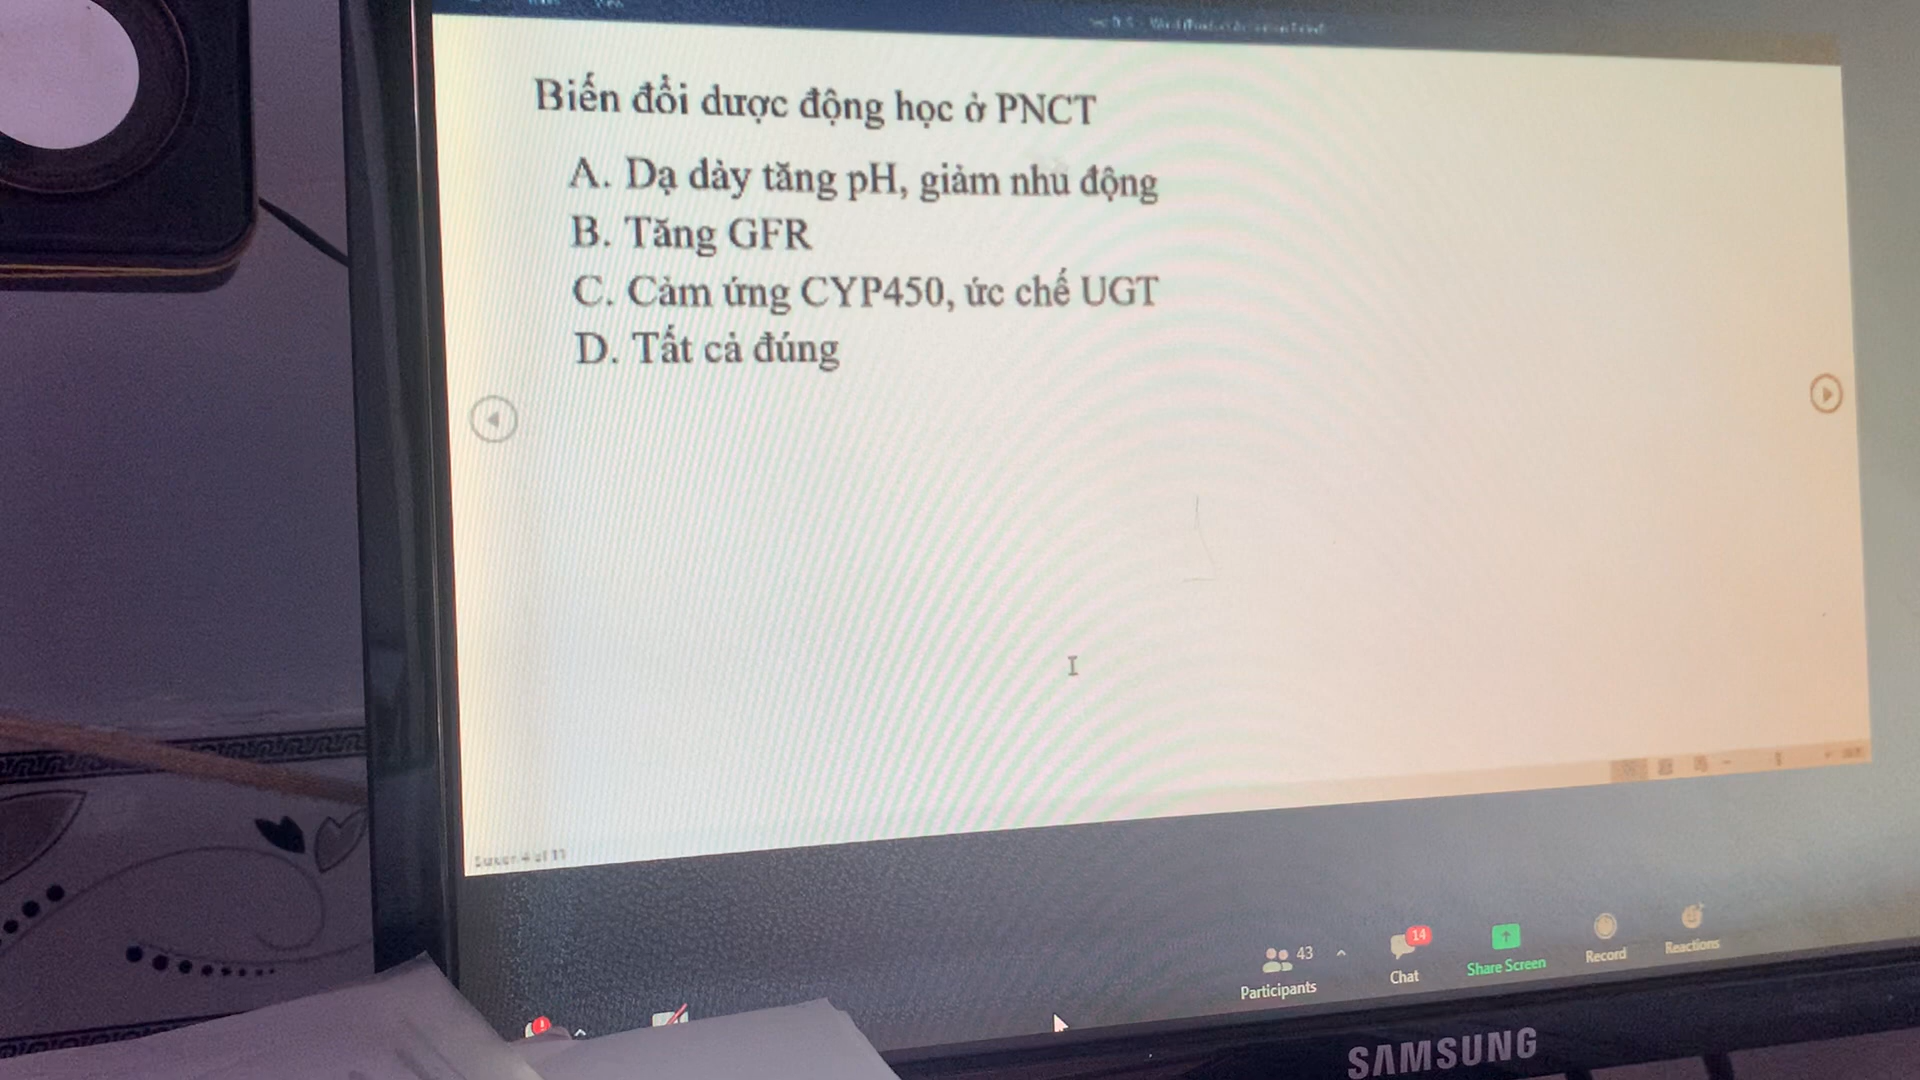 Biến đổi dược động học ở PNCT
A. Dạ dày tăng pH, giảm nhu động
B. Tăng GFR
C. Cảm ứng CYP450, ức chế UGT
D. Tất cả đúng
43
Participants
14
Chat
Share Screen
Record
Reactions
SAMSUNG